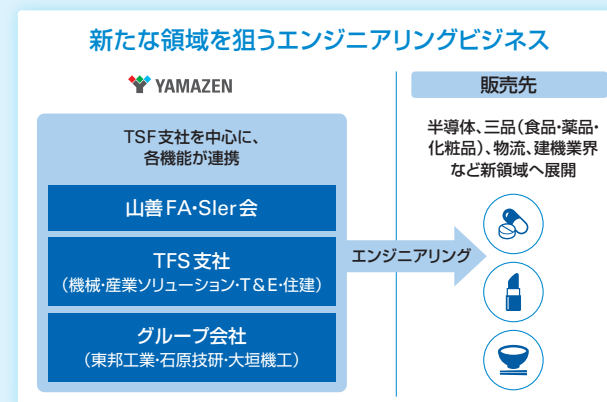 新たな領域を狙うエンジニアリングビジネス
YAMAZEN
販売先
TSF支社を中心に、
各機能が連携
半導体、三品（食品・薬品・
化粧品）、物流、建機業界
など新領域へ展開
山善FA・SIer会
TFS支社
（機械・産業ソリューション・T＆E・住建）
エンジニアリング
グループ会社
（東邦工業・石原技研・大垣機工）